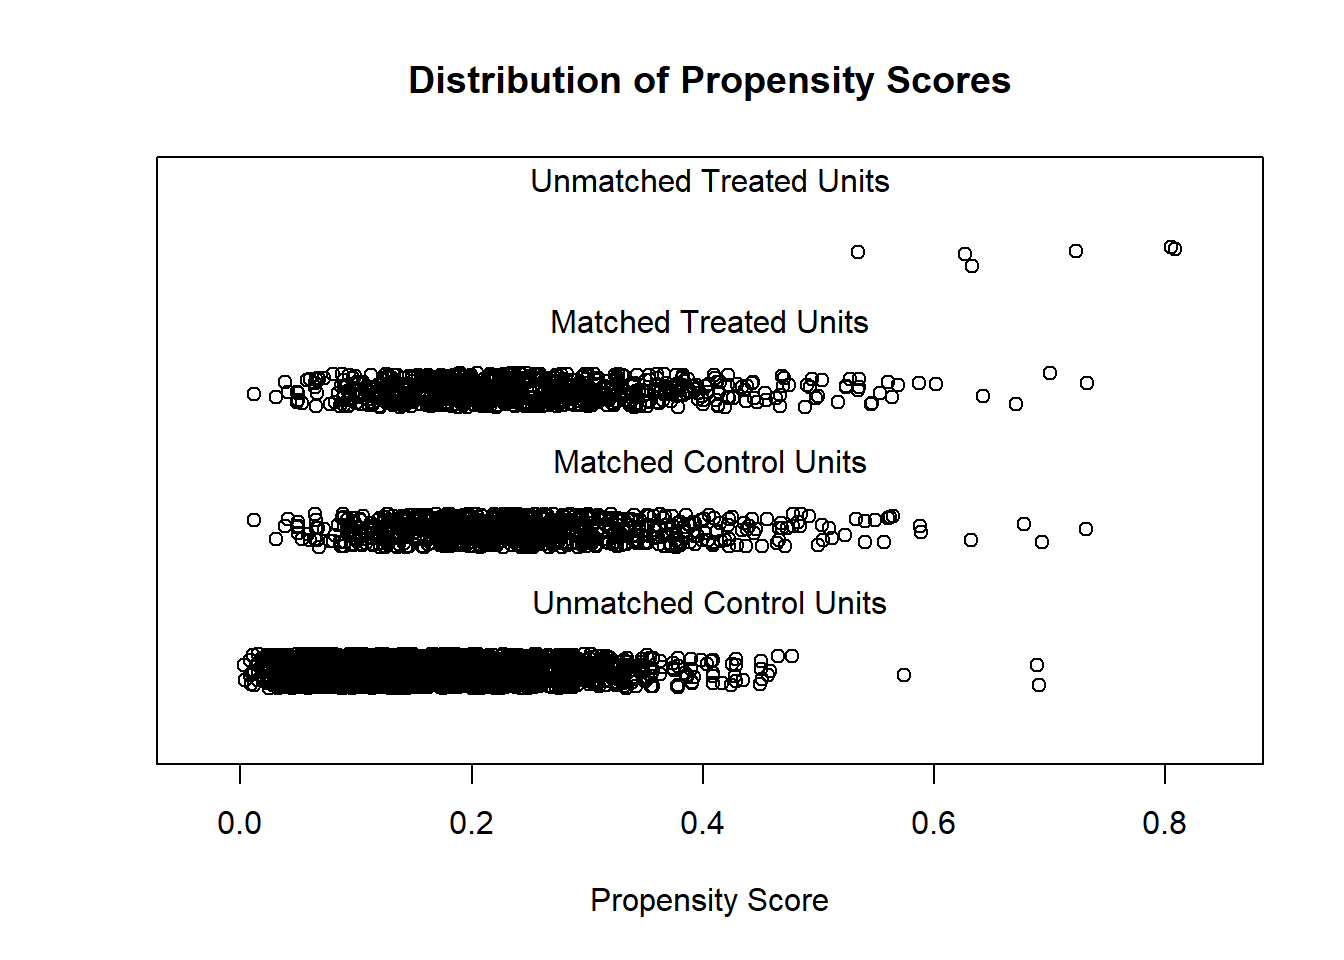 Distribution of Propensity Scores
Unmatched Treated Units
Matched Treated Units
Matched Control Units
Unmatched Control Units
0.0 0.2 0.4 0.6 0.8
Propensity Score